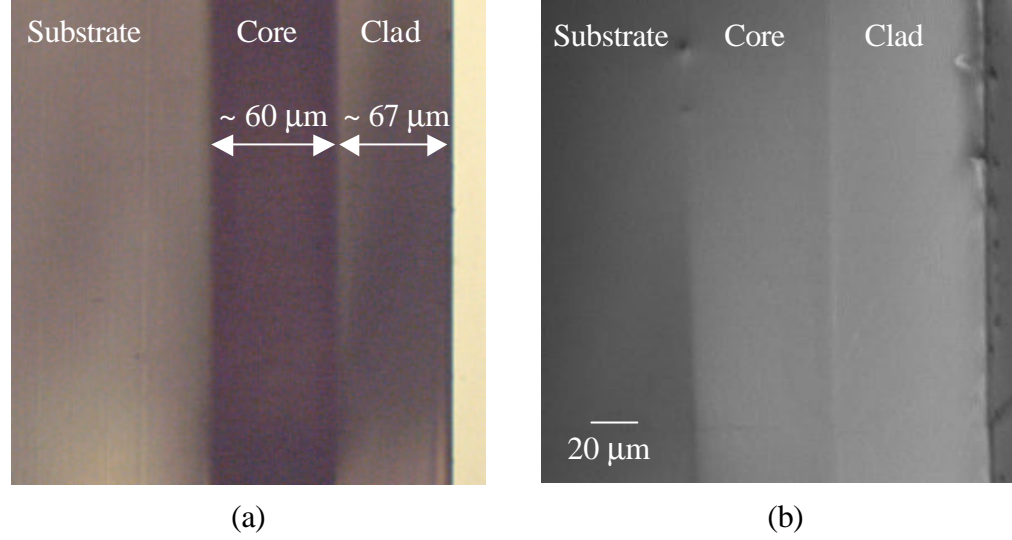 Substrate Core Clad
~ 60 μm ~ 67 μm
(a)
Substrate Core Clad
20 μm
(b)